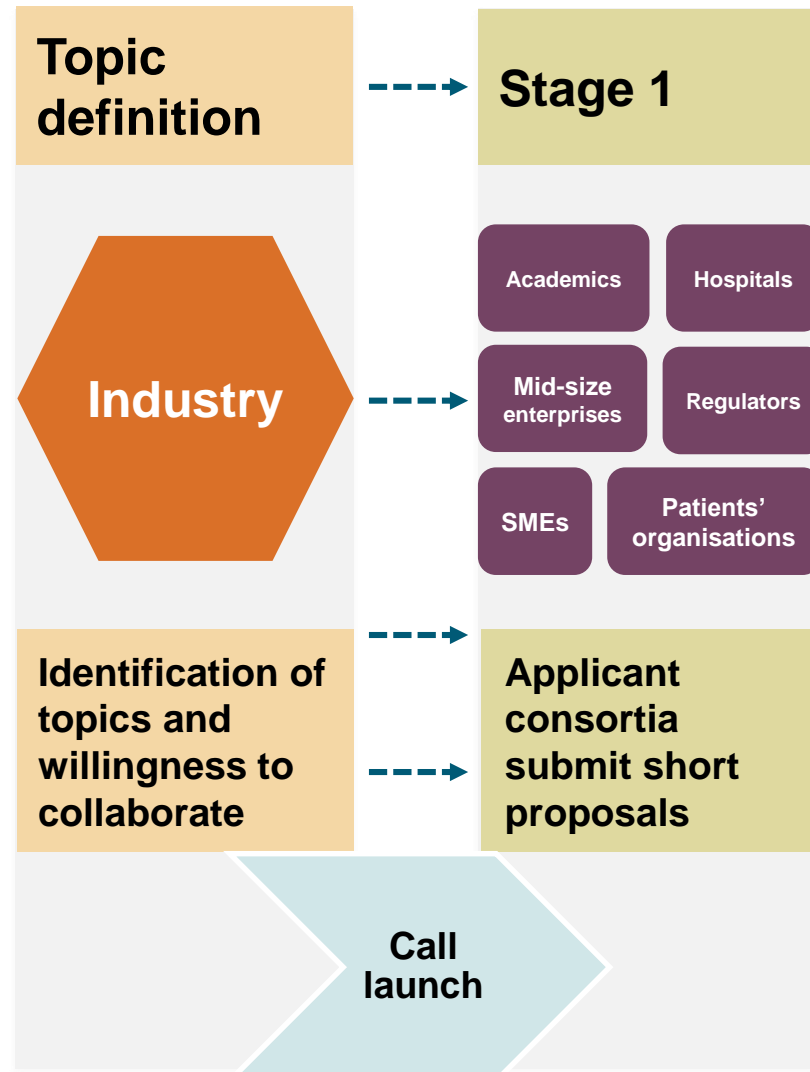 Topic
definition
Stage 1
Industry
Academics
Hospitals
Mid-size
enterprises
Regulators
SMEs
Patients’
organisations
Identification of
topics and
willingness to
collaborate
Applicant
consortia
submit short
proposals
Call
launch